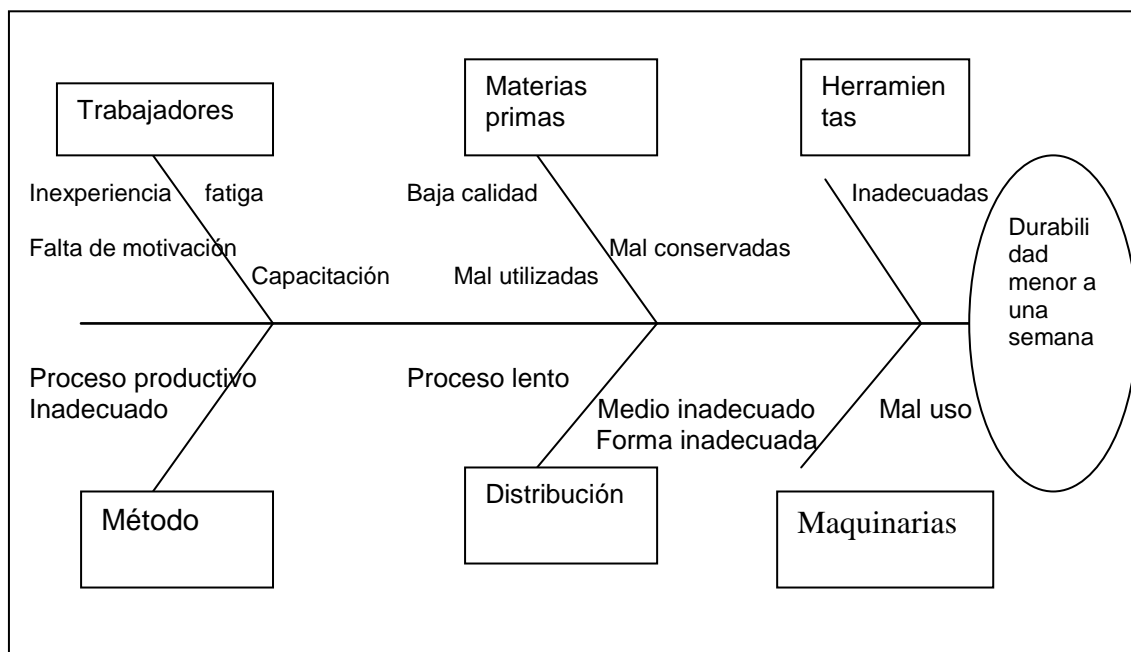 Trabajadores
Materias
primas
Herramien
tas
Inexperiencia fatiga
Falta de motivación
Capacitación
Baja calidad
Mal conservadas
Mal utilizadas
Inadecuadas
Durabili
dad
menor a
una
semana
Proceso productivo
Inadecuado
Proceso lento
Medio inadecuado
Forma inadecuada
Mal uso
Método
Distribución
Maquinarias